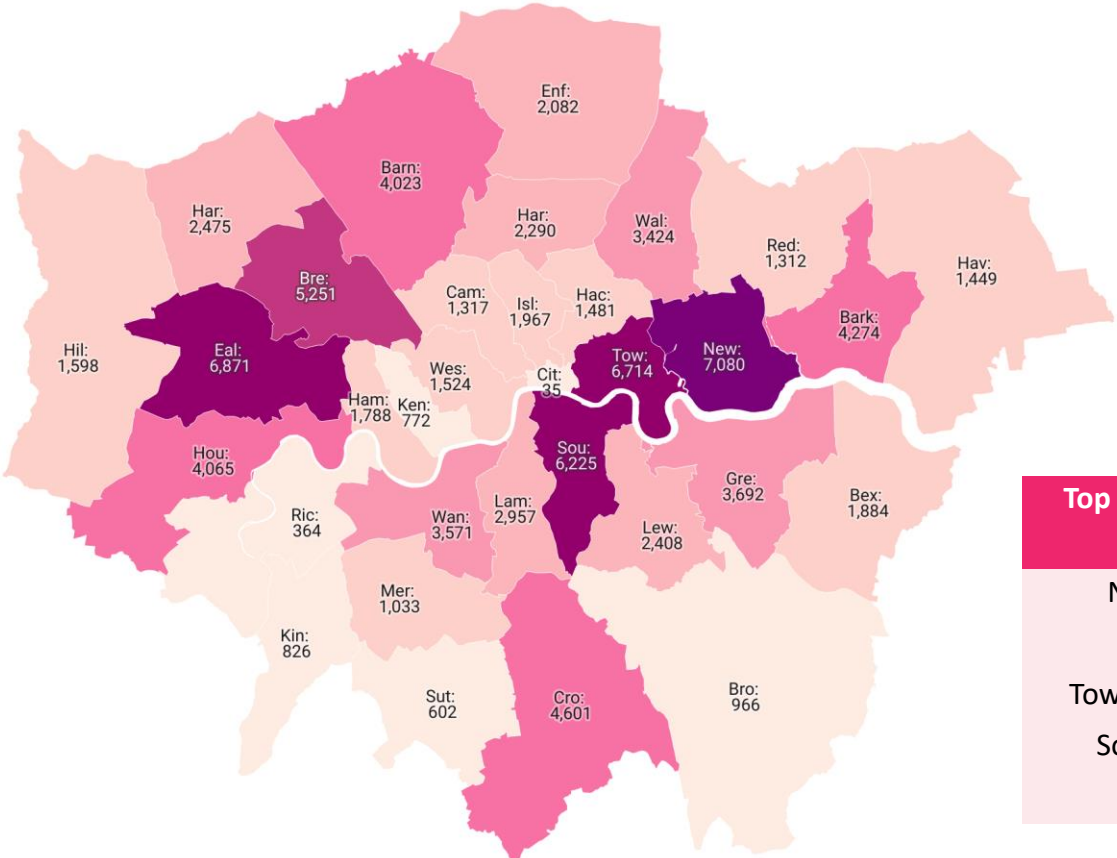 Enf:
2,082
Barn:
4,023
Har:
2,475
Har:
2,290
Wal:
3,424
Red:
1,312
Hav:
1,449
Bre:
5,251
Cam:
1,317
Isl:
1,967
Hac:
1,481
Bark:
4,274
Hil:
1,598
Eal:
6,871
Wes:
1,524
Tow:
6,714
New:
7,080
Cit:
35
Ham:
1,788
Ken:
772
Hou:
4,065
Sou:
6,225
Gre:
3,692
Bex:
1,884
Ric:
364
Wan:
3,571
Lam:
2,957
Lew:
2,408
Mer:
1,033
Kin:
826
Sut:
602
Cro:
4,601
Bro:
966
Top
N
Tow
So